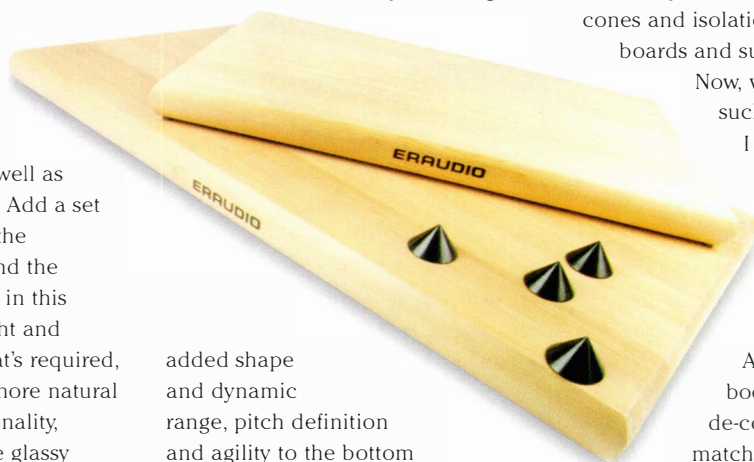 cones and isolatio
boards and su
Now, w
suc
I
well as
Add a set
the
nd the
in this
ht and
at's required,
more natural
onality,
e glassy
added shape
and dynamic
range, pitch definition
and agility to the bottom
A
boo
de-co
match
ERAUDIO
ERAUDIO